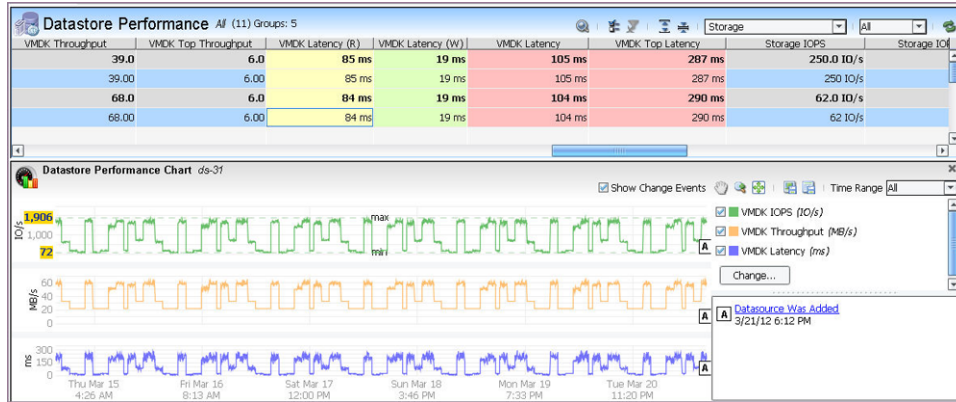 Datastore Performance All (11) Groups: 5 Storage All
VMDK Throughput VMDK Top Throughput VMDK Latency (R) VMDK Latency (W) VMDK Latency VMDK Top Latency Storage IOPS Storage IO
39.0 6.0 85 ms 19 ms 105 ms 287 ms 250.0 IO/s
39.00 6.00 85 ms 19 ms 105 ms 287 ms 250 IO/s
68.0 6.0 84 ms 19 ms 104 ms 290 ms 62.0 IO/s
68.00 6.00 84 ms 19 ms 104 ms 290 ms 62 IO/s
Datastore Performance Chart ds-31
Show Change Events Time Range All
1,906 max
IO/s 1,000
72 min A
VMDK IOPS (IO/s)
VMDK Throughput (MB/s)
VMDK Latency (ms)
Change...
MB/s 60
40
20
0 A
A Datasource Was Added
3/21/12 6:12 PM
ms 300
150
0 A
Thu Mar 15 Fri Mar 16 Sat Mar 17 Sun Mar 18 Mon Mar 19 Tue Mar 20
4:26 AM 8:13 AM 12:00 PM 3:46 PM 7:33 PM 11:20 PM